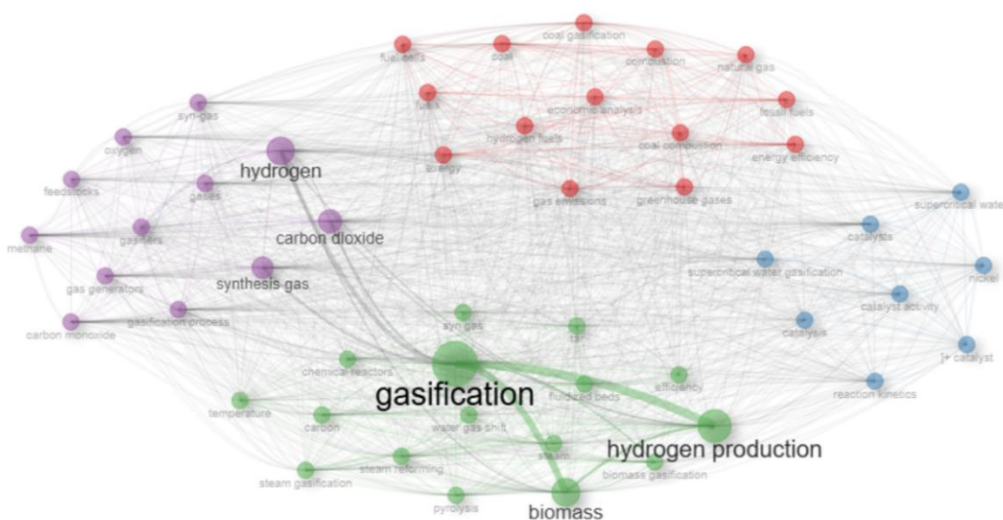 coal gasification
fuel cells
coal
combustion
natural gas
syn-gas
fuels
economic analysis
fossil fuels
oxygen
hydrogen fuels
coal combustion
energy efficiency
hydrogen
energy
feedstocks
gases
gas emissions
greenhouse gases
supercritical water
methane
gasifiers
carbon dioxide
catalysts
gas generators
synthesis gas
supercritical water gasification
nickel
carbon monoxide
gasification process
syn gas
tar
catalyst activity
catalysis
]+ catalyst
chemical reactors
gasification
fluidized beds
efficiency
reaction kinetics
temperature
carbon
water gas shift
hydrogen production
steam gasification
steam reforming
steam
biomass gasification
pyrolysis
biomass